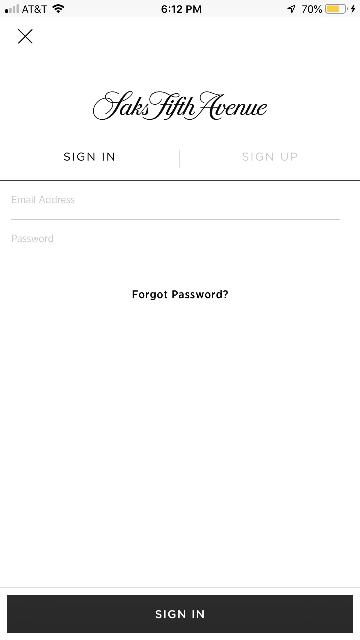 AT&T 6:12 PM 70%
Saks Fifth Avenue
SIGN IN SIGN UP
Email Address
Password
Forgot Password?
SIGN IN